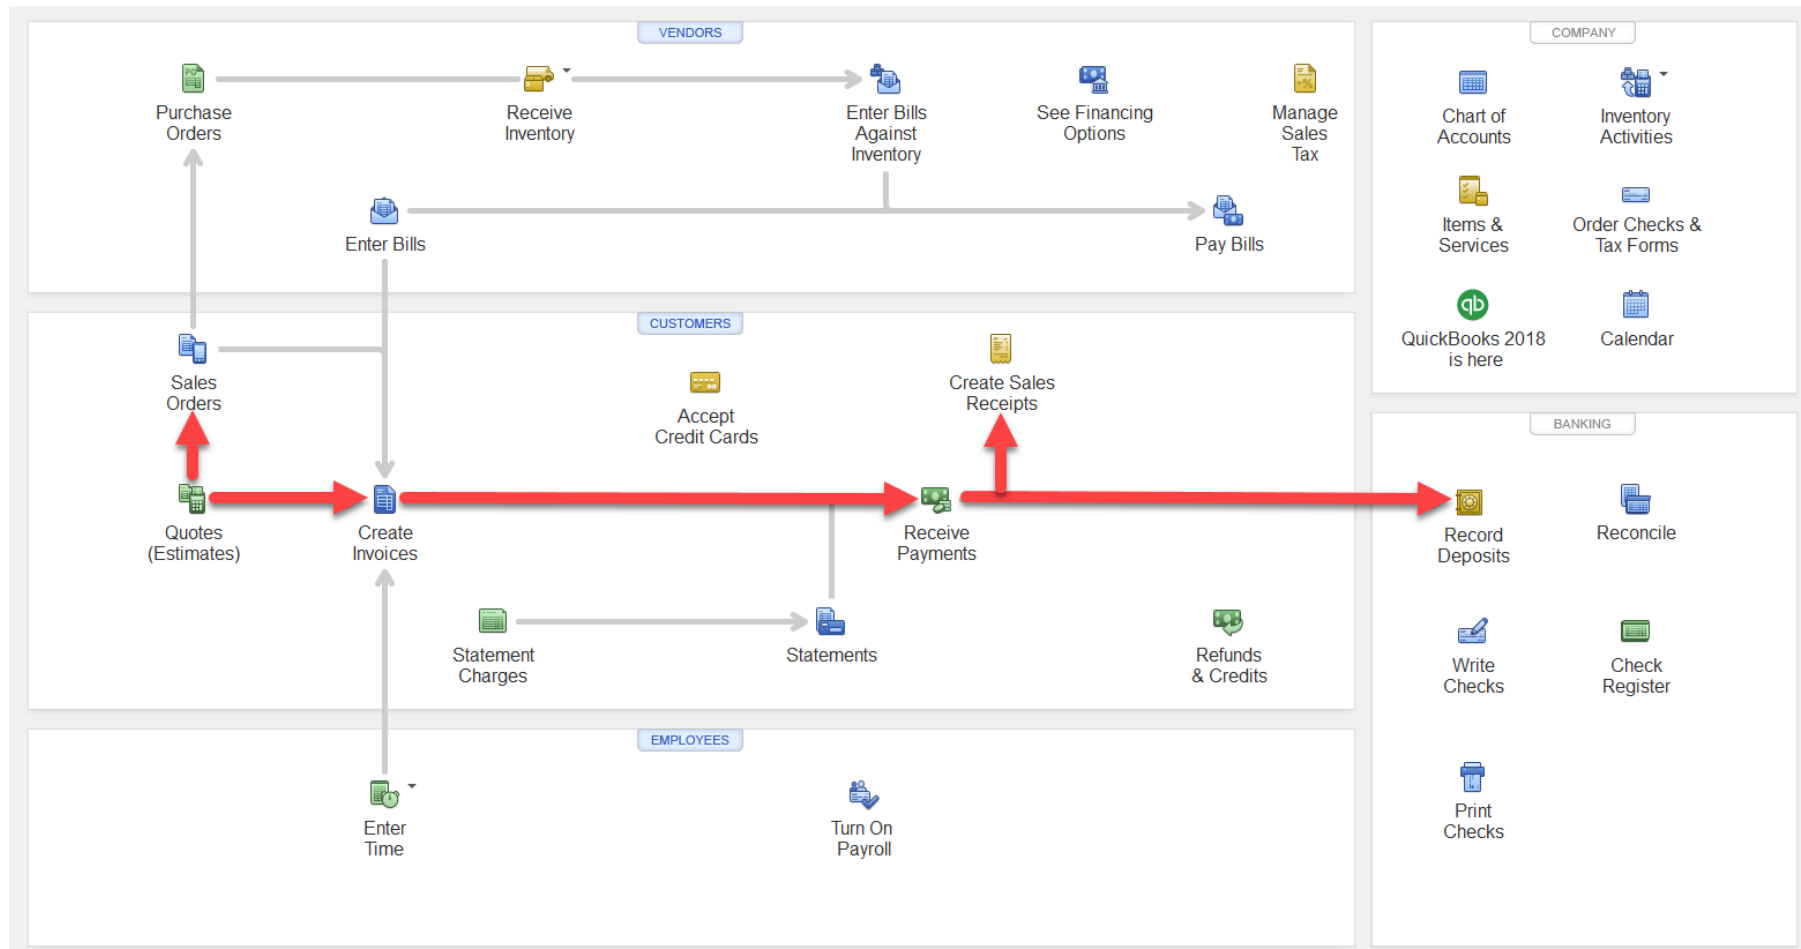 VENDORS
Purchase
Orders
Receive
Inventory
Enter Bills
Against
Inventory
See Financing
Options
Manage
Sales
Tax
Enter Bills
Pay Bills
CUSTOMERS
Sales
Orders
Accept
Credit Cards
Create Sales
Receipts
Quotes
(Estimates)
Create
Invoices
Receive
Payments
Statement
Charges
Statements
Refunds
& Credits
EMPLOYEES
Enter
Time
Turn On
Payroll
COMPANY
Chart of
Accounts
Inventory
Activities
Items &
Services
Order Checks &
Tax Forms
qb
QuickBooks 2018
is here
Calendar
BANKING
Record
Deposits
Reconcile
Write
Checks
Check
Register
Print
Checks